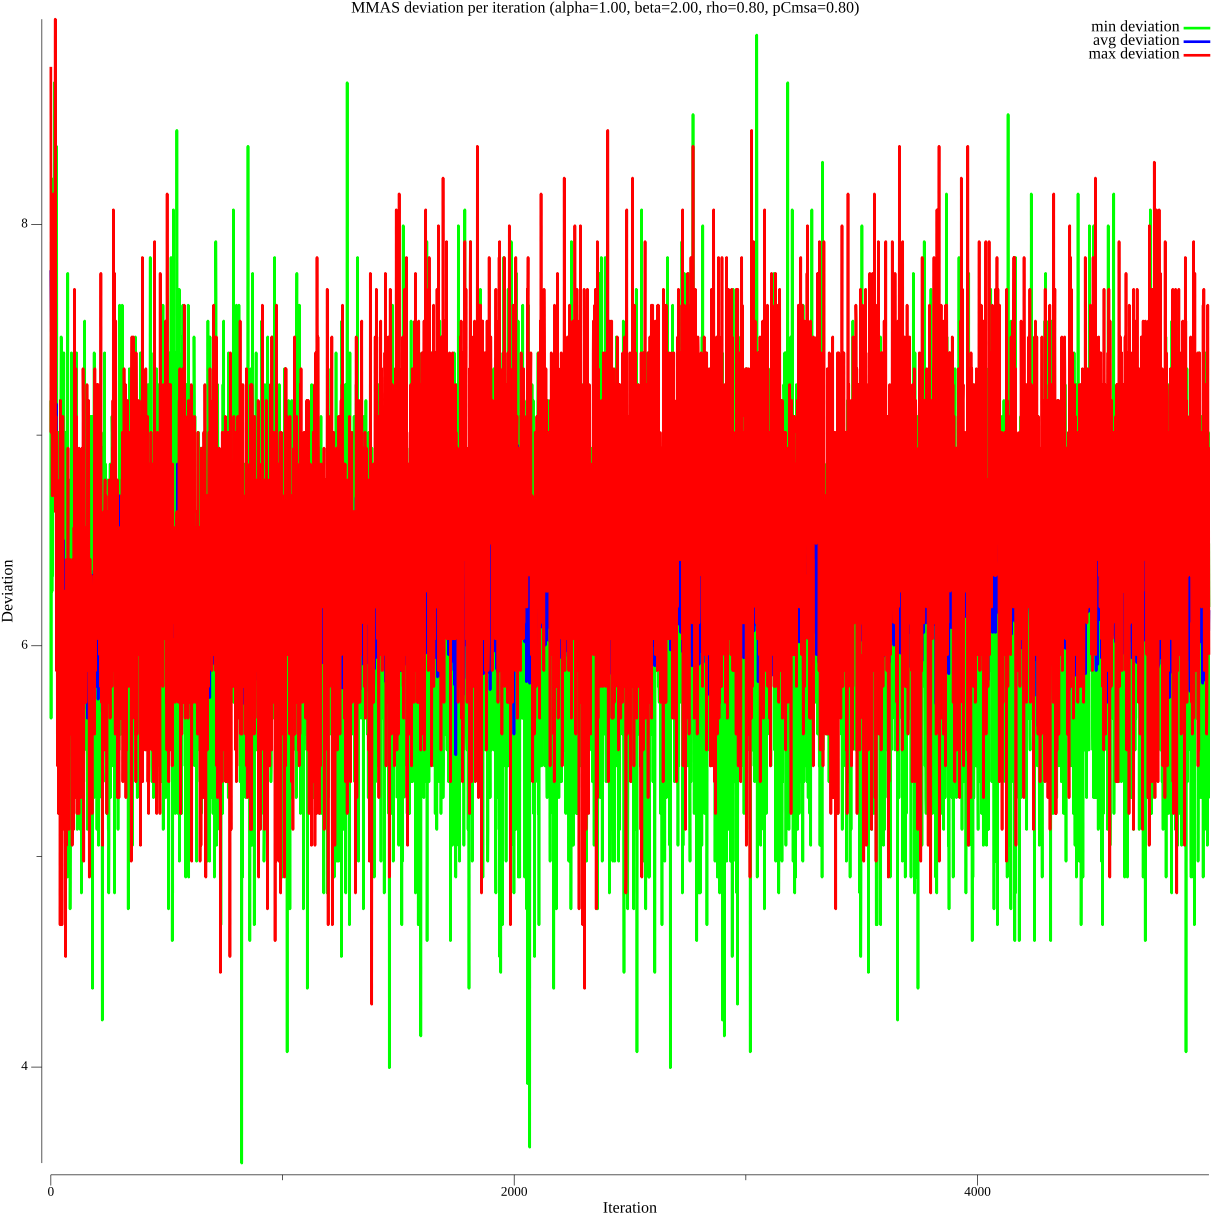 MMAS deviation per iteration (alpha=1.00, beta=2.00, rho=0.80, pCmsa=0.80)
min deviation
avg deviation
max deviation
8
6
4
Deviation
0
2000
4000
Iteration